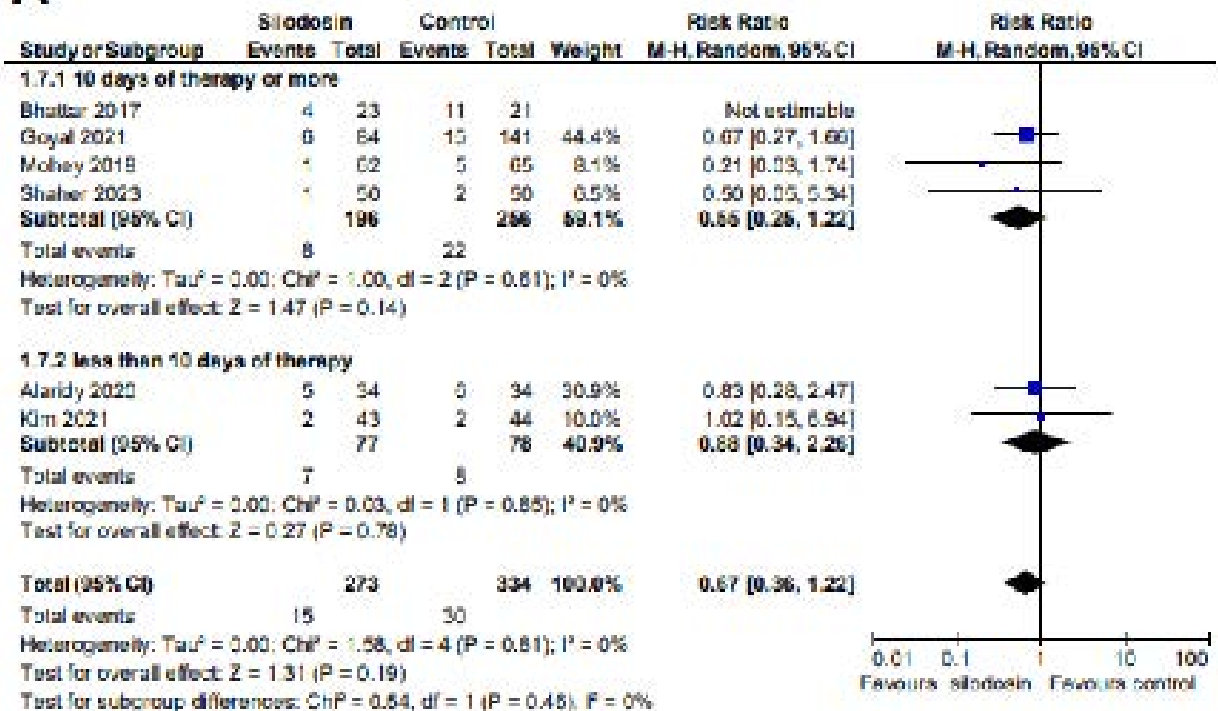 Silodosin Control Risk Ratio Risk Ratio
Study or Subgroup Events Total Events Total Weight M-H, Random, 95% CI M-H, Random, 95% CI
1.7.1 10 days of therapy or more
Bhattar 2017 4 23 11 21 Not estimable
Goyal 2021 6 84 15 141 44.4% 0.67 [0.27, 1.66]
Mohey 2018 1 62 5 65 8.1% 0.21 [0.03, 1.74]
Shaher 2023 1 50 2 50 6.5% 0.50 [0.05, 5.34]
Subtotal (95% CI) 196 256 59.1% 0.55 [0.25, 1.22]
Total events 8 22
Heterogeneity: Tau² = 0.00; Chi² = 1.00, df = 2 (P = 0.61); I² = 0%
Test for overall effect: Z = 1.47 (P = 0.14)
1.7.2 less than 10 days of therapy
Alaridy 2020 5 34 6 34 30.9% 0.83 [0.28, 2.47]
Kim 2021 2 43 2 44 10.0% 1.02 [0.15, 6.94]
Subtotal (95% CI) 77 78 40.9% 0.88 [0.34, 2.26]
Total events 7 8
Heterogeneity: Tau² = 0.00; Chi² = 0.03, df = 1 (P = 0.85); I² = 0%
Test for overall effect: Z = 0.27 (P = 0.78)
Total (95% CI) 273 334 100.0% 0.67 [0.36, 1.22]
Total events 15 30
Heterogeneity: Tau² = 0.00; Chi² = 1.58, df = 4 (P = 0.81); I² = 0%
Test for overall effect: Z = 1.31 (P = 0.19)
Test for subgroup differences: Chi² = 0.54, df = 1 (P = 0.46), I² = 0%
0.01 0.1 1 10 100
Favours silodosin Favours control